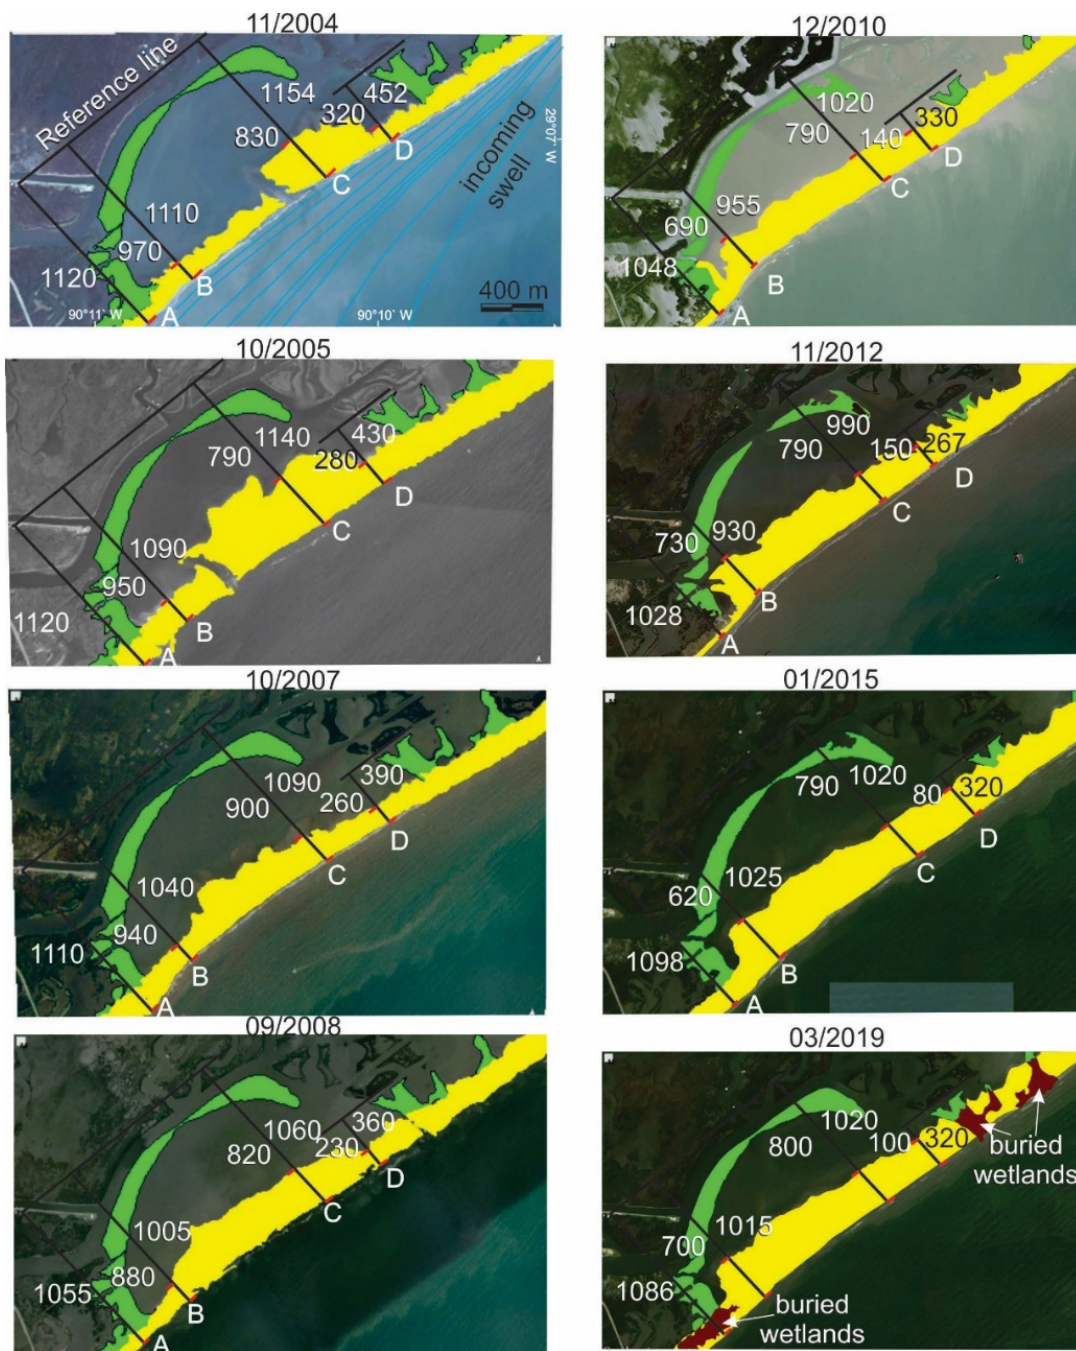 11/2004
Reference line
1154
452
320
830
incoming
swell
29°07` W
D
C
1110
970
1120
B
A
400 m
90°11` W
90°10` W
12/2010
1020
790
140
330
D
C
955
690
1048
B
A
10/2005
1140
430
790
280
D
C
1090
950
1120
B
A
11/2012
990
790
150
267
D
C
930
730
1028
B
A
10/2007
1090
390
900
260
D
C
1040
940
1110
B
A
01/2015
1020
790
80
320
D
C
1025
620
1098
B
A
09/2008
1060
360
820
230
D
C
1005
880
1055
B
A
03/2019
1020
800
100
320
buried
wetlands
1015
700
1086
buried
wetlands